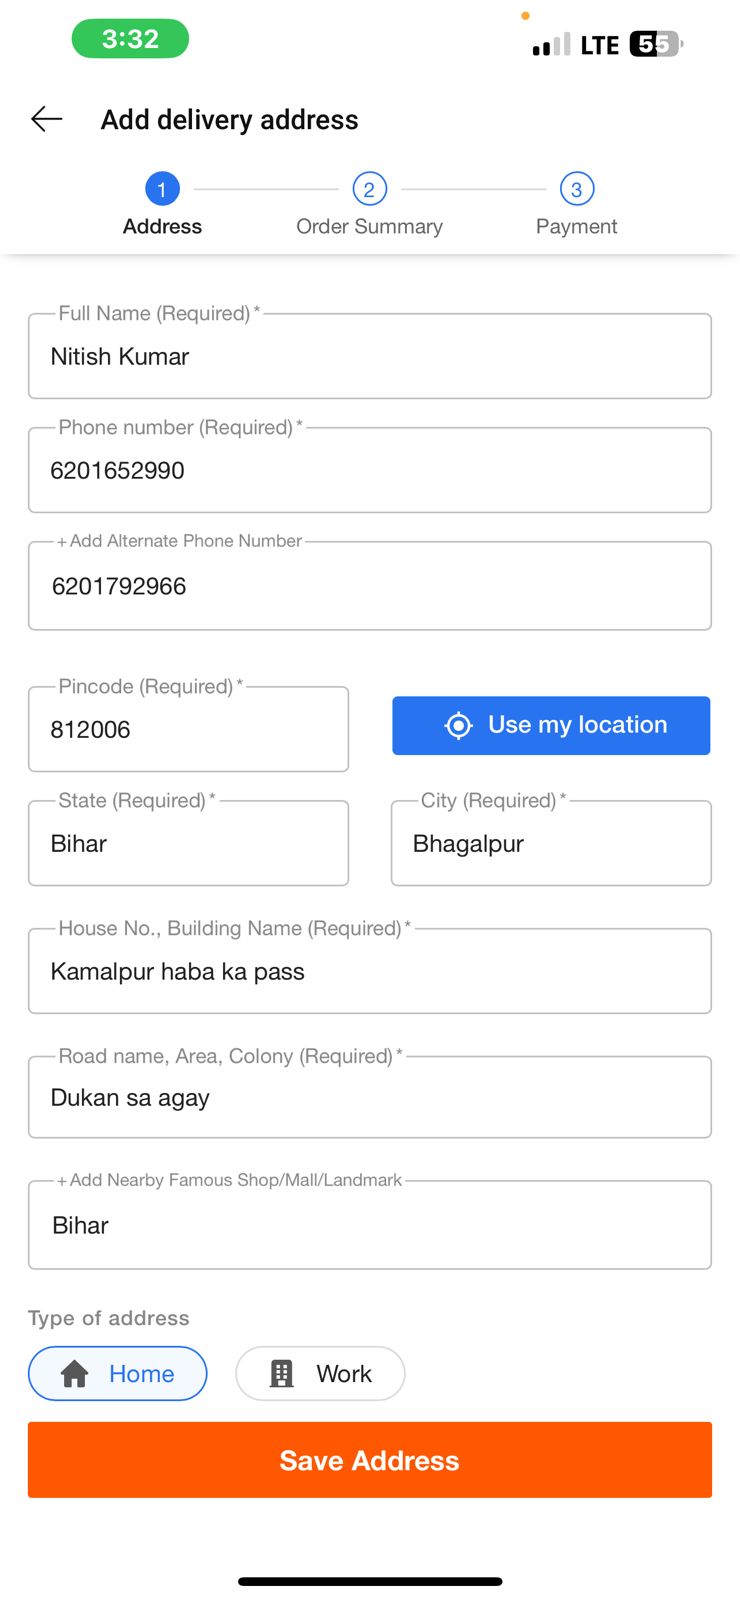 3:32
LTE 55
Add delivery address
1 2 3
Address Order Summary Payment
Full Name (Required) *
Nitish Kumar
Phone number (Required) *
6201652990
+ Add Alternate Phone Number
6201792966
Pincode (Required) *
812006
Use my location
State (Required) * City (Required) *
Bihar Bhagalpur
House No., Building Name (Required) *
Kamalpur haba ka pass
Road name, Area, Colony (Required) *
Dukan sa agay
+ Add Nearby Famous Shop/Mall/Landmark
Bihar
Type of address
Home Work
Save Address